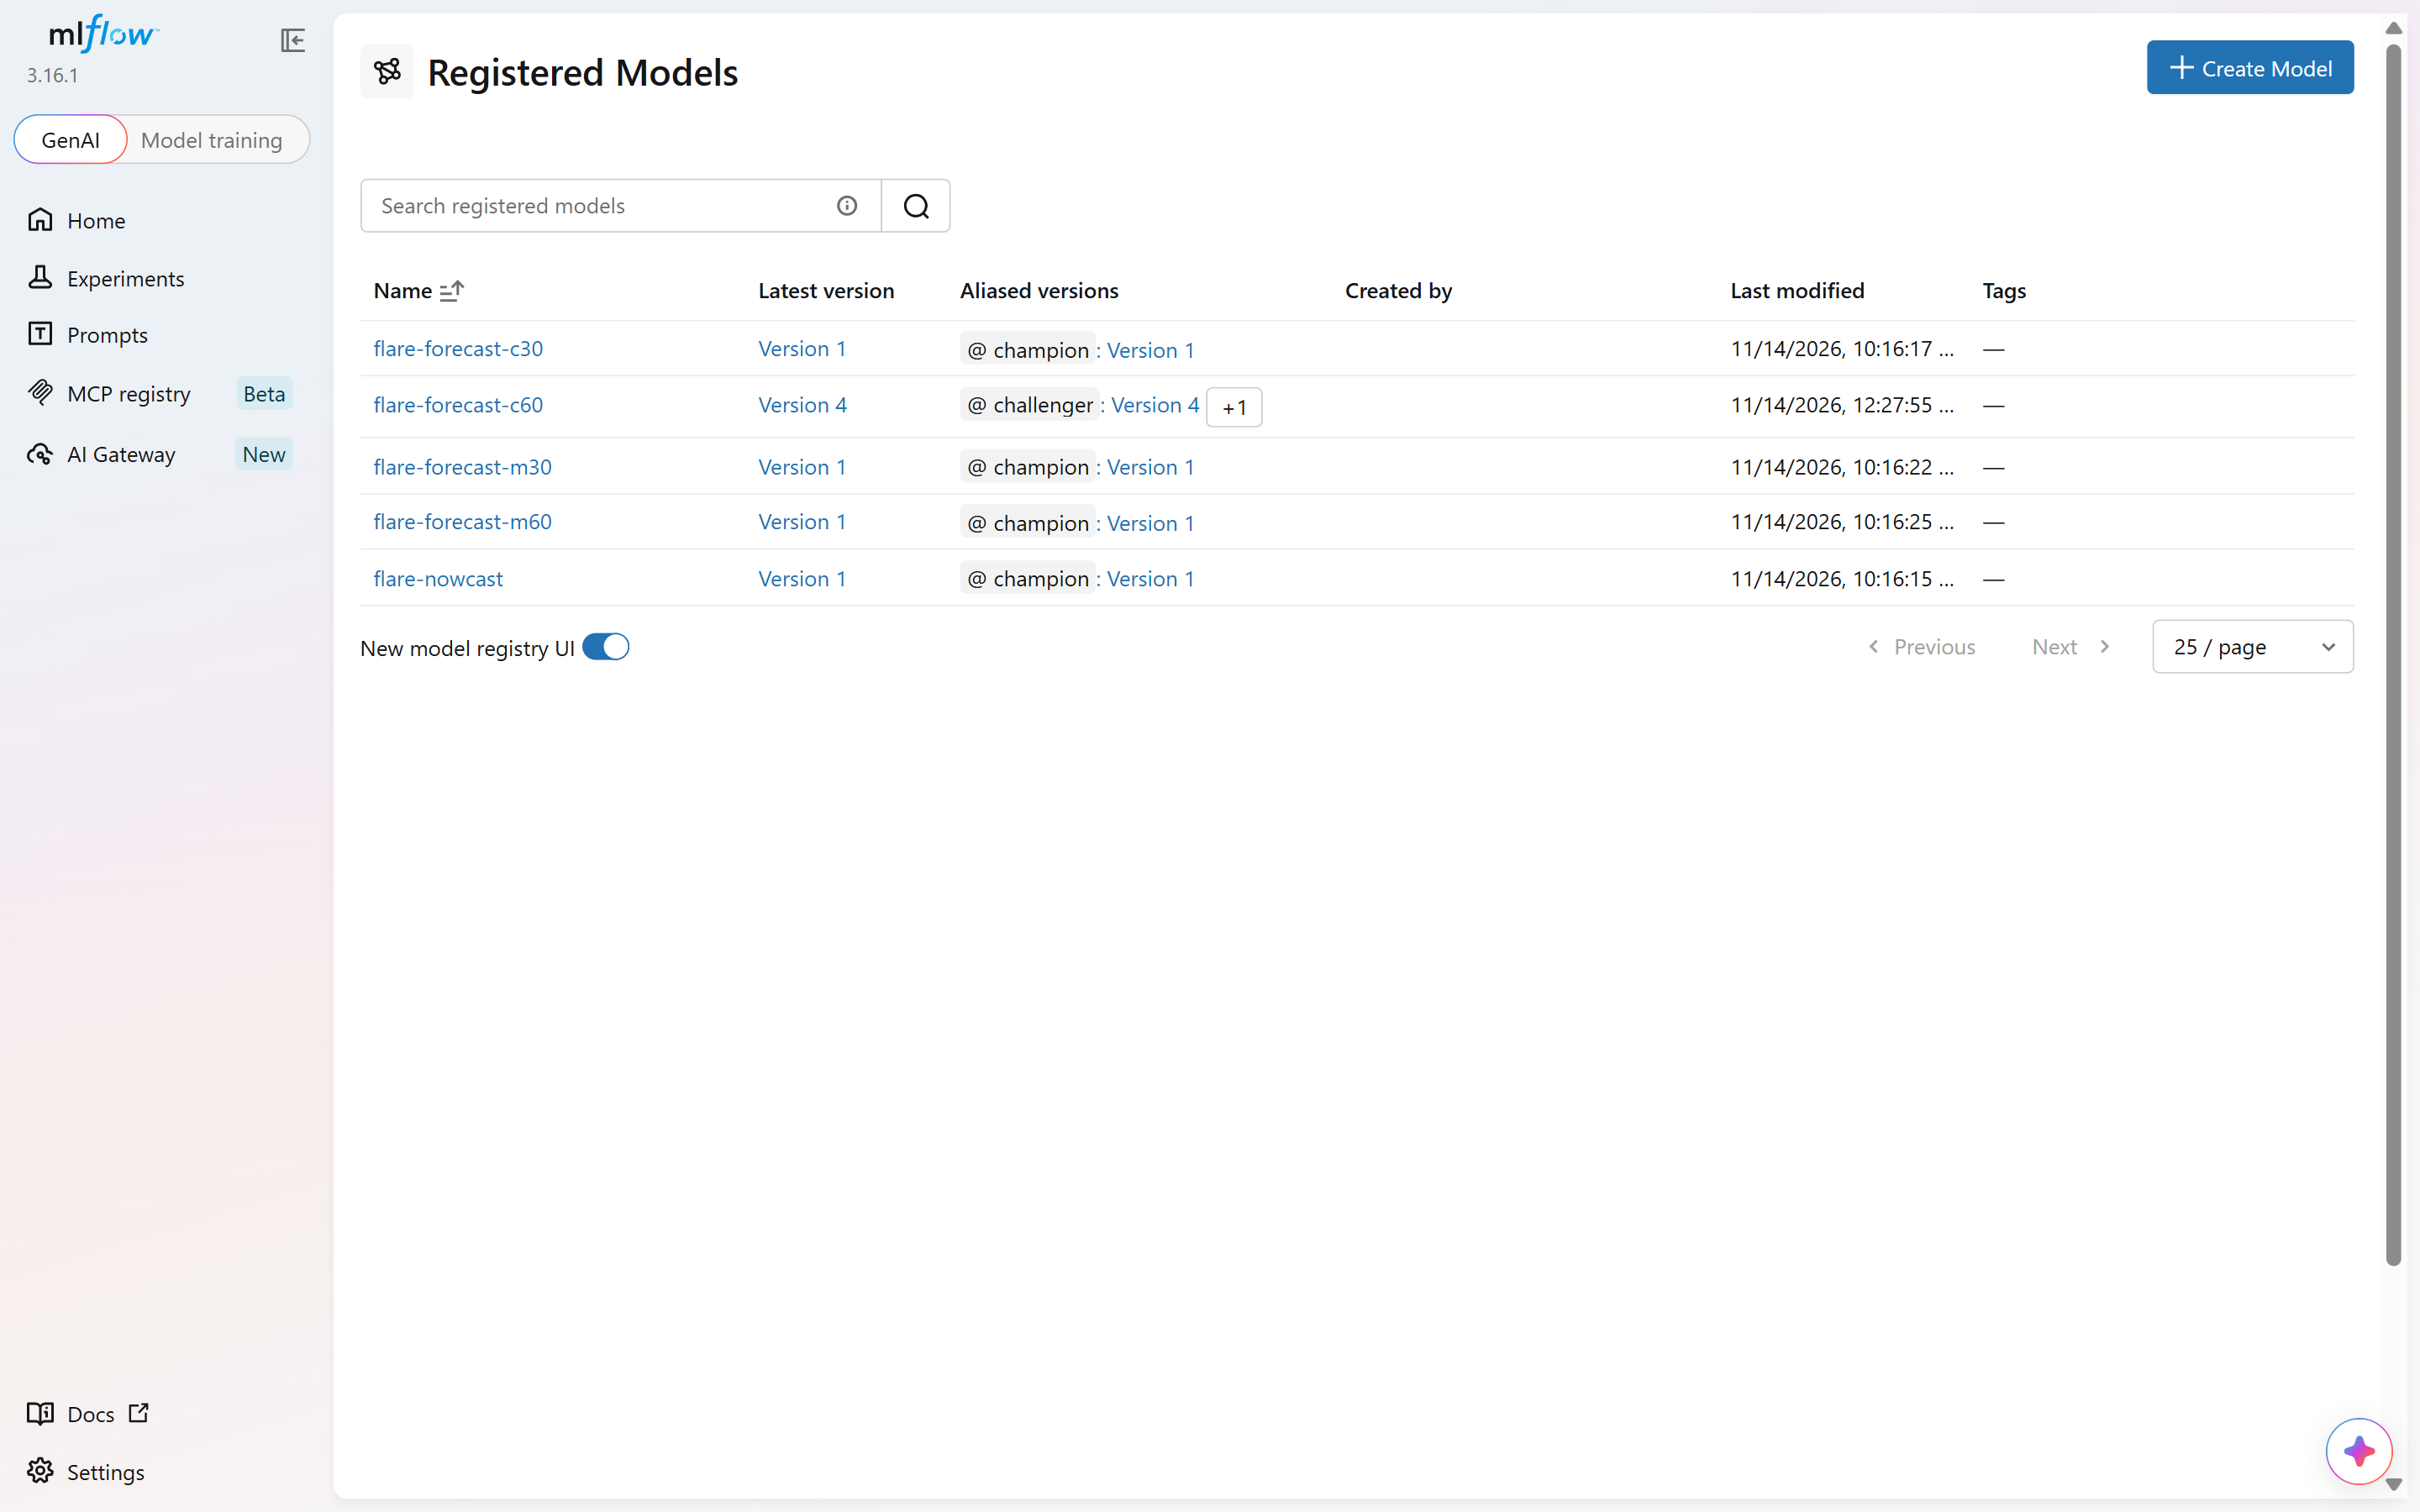 mlflow™
3.16.1
GenAI Model training
Home
Experiments
Prompts
MCP registry Beta
AI Gateway New
Docs
Settings
Registered Models
+ Create Model
Search registered models
Name Latest version Aliased versions Created by Last modified Tags
flare-forecast-c30 Version 1 @ champion : Version 1 11/14/2026, 10:16:17 ... —
flare-forecast-c60 Version 4 @ challenger : Version 4 +1 11/14/2026, 12:27:55 ... —
flare-forecast-m30 Version 1 @ champion : Version 1 11/14/2026, 10:16:22 ... —
flare-forecast-m60 Version 1 @ champion : Version 1 11/14/2026, 10:16:25 ... —
flare-nowcast Version 1 @ champion : Version 1 11/14/2026, 10:16:15 ... —
New model registry UI Previous Next 25 / page